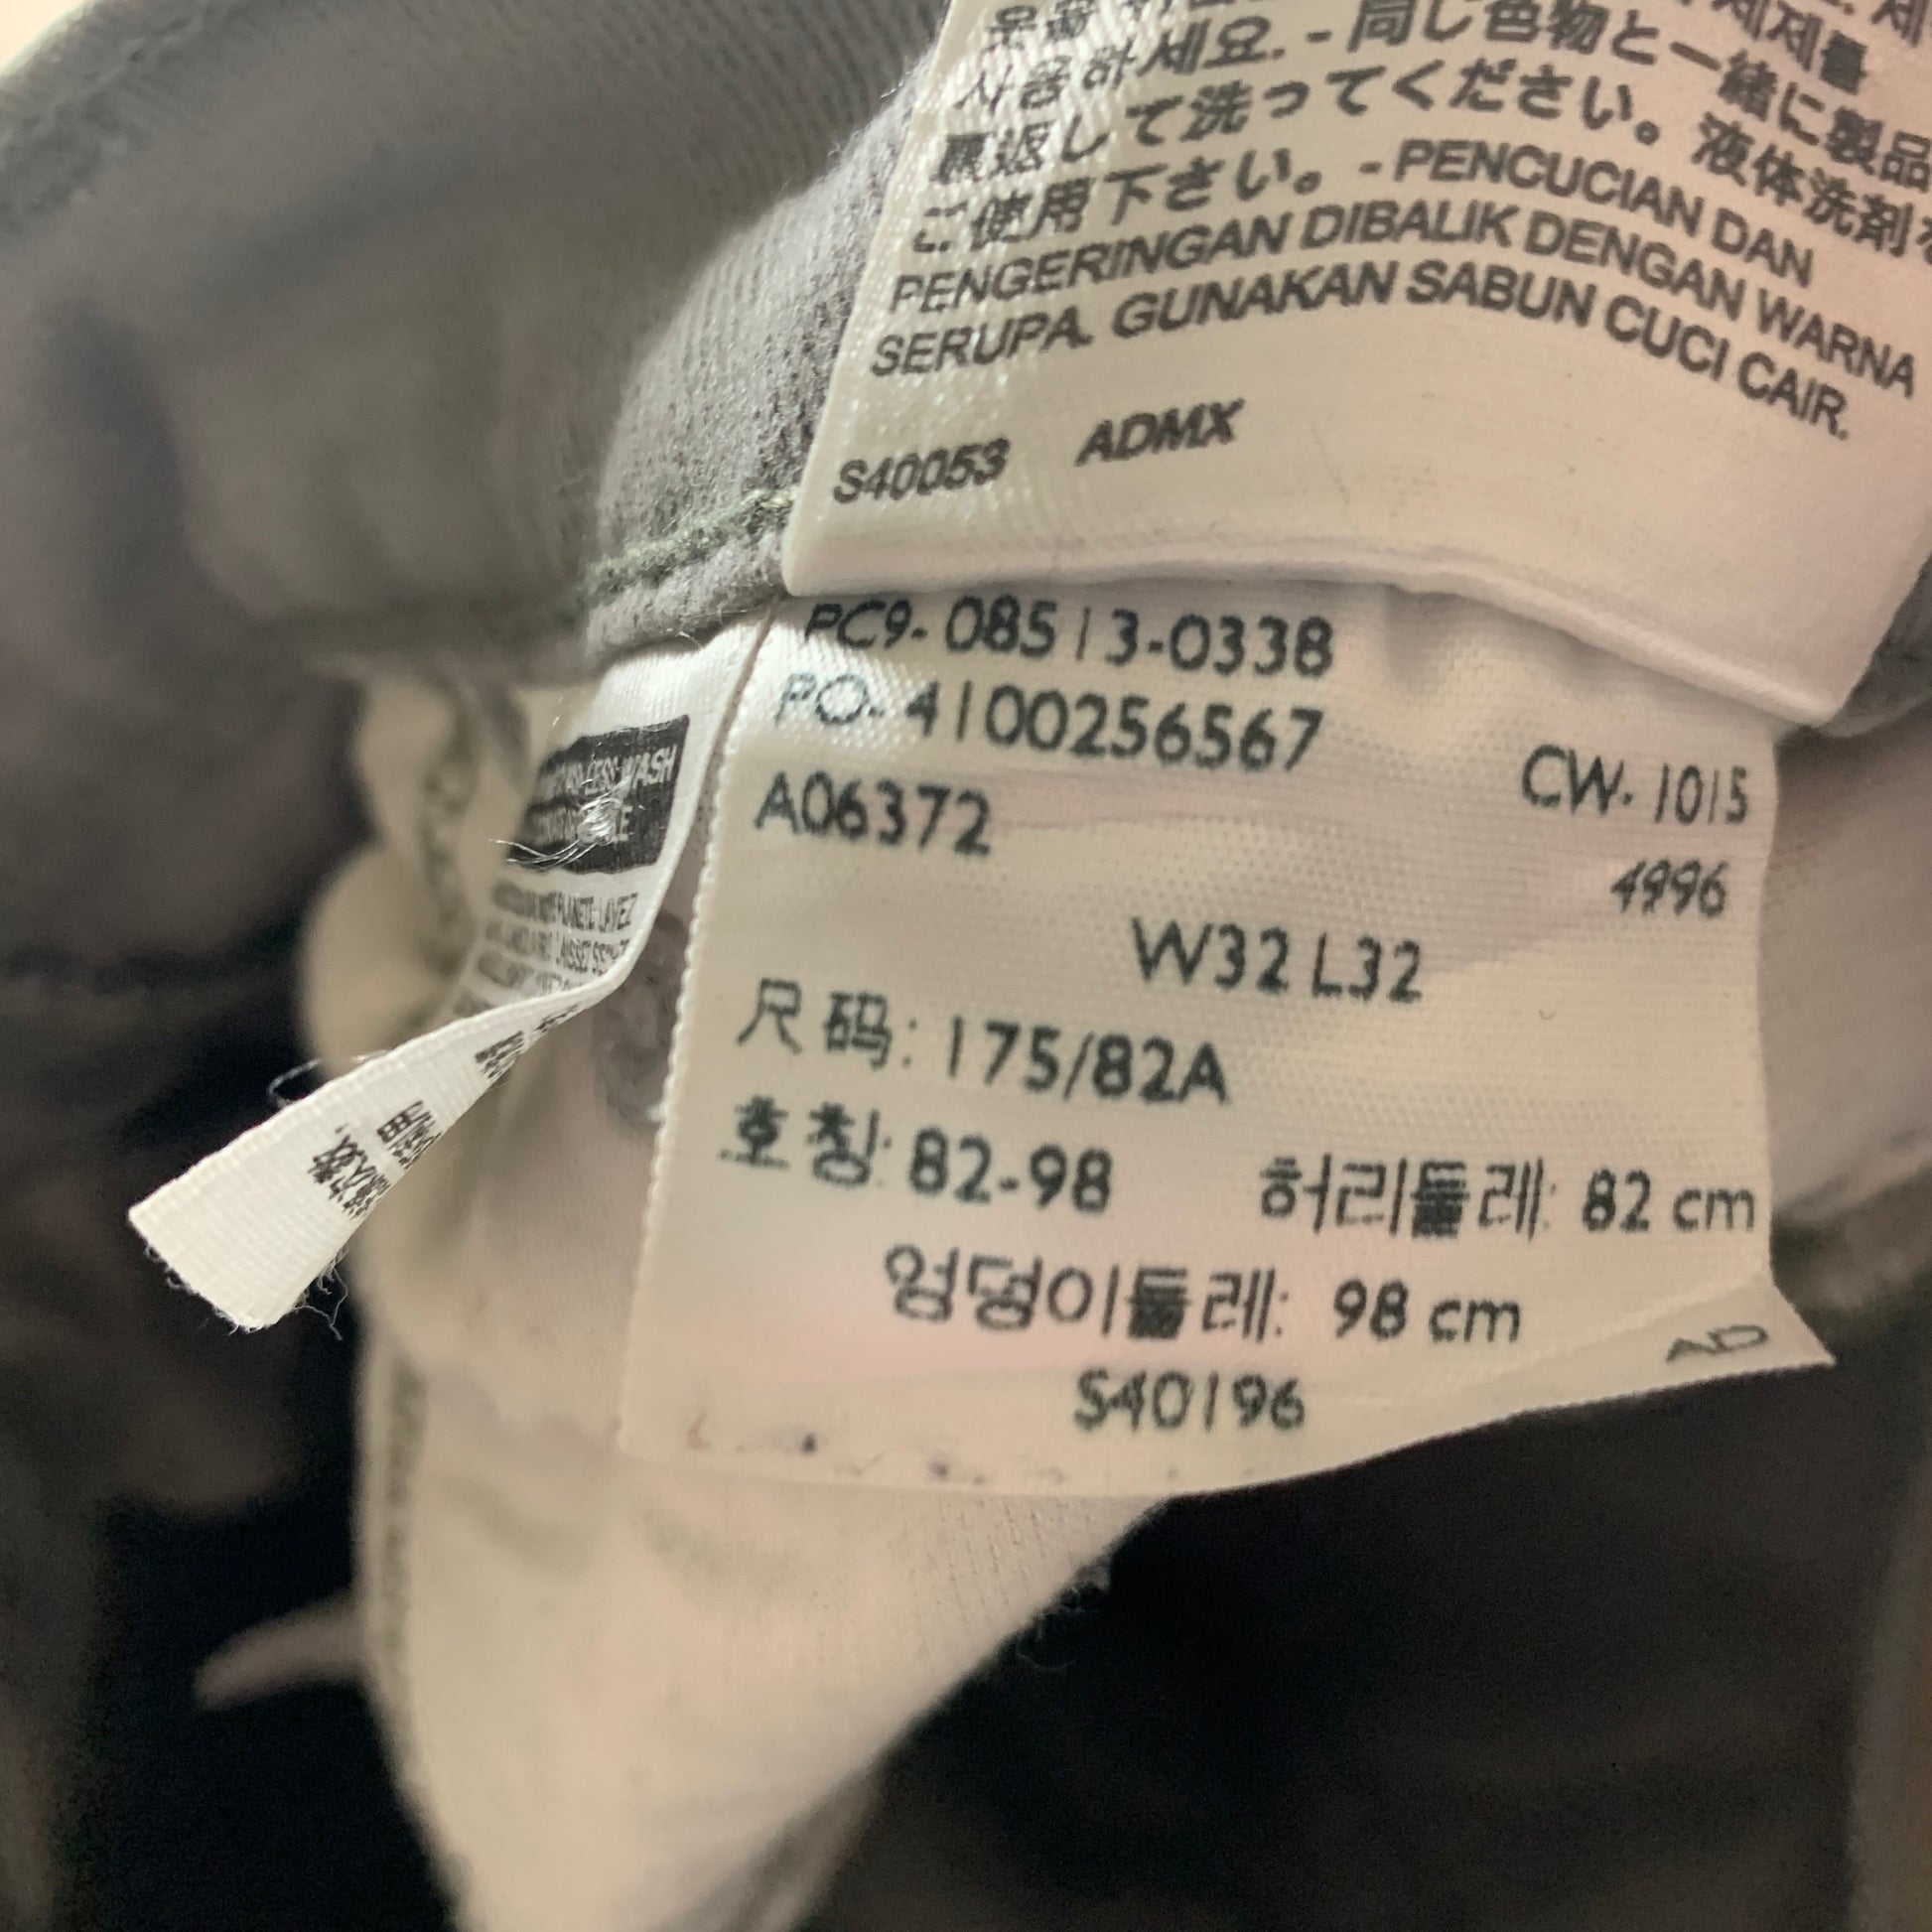 사용하세요. - 同じ色物と一緒に製品
裏返して洗ってください。液体洗剤
ご使用下さい。- PENCUCIAN DAN
PENGERINGAN DIBALIK DENGAN WARNA
SERUPA. GUNAKAN SABUN CUCI CAIR.
S40053 ADMX
PC9- 08513-0338
PO- 4100256567
CW- 1015
A06372
4996
W32 L32
尺码: 175/82A
호칭: 82-98 허리둘레: 82 cm
엉덩이둘레: 98 cm
AD
S40196
WASH
LAVEZ